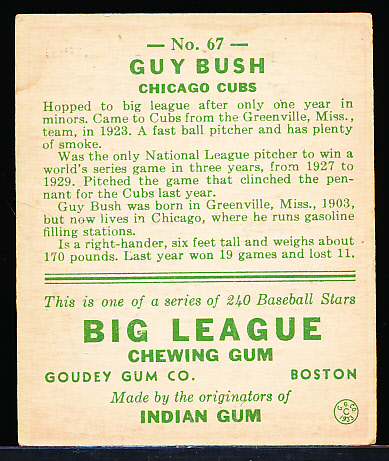 — No. 67 —
GUY BUSH
CHICAGO CUBS
Hopped to big league after only one year in
minors. Came to Cubs from the Greenville, Miss.,
team, in 1923. A fast ball pitcher and has plenty
of smoke.
Was the only National League pitcher to win a
world's series game in three years, from 1927 to
1929. Pitched the game that clinched the pen-
nant for the Cubs last year.
Guy Bush was born in Greenville, Miss., 1903,
but now lives in Chicago, where he runs gasoline
filling stations.
Is a right-hander, six feet tall and weighs about
170 pounds. Last year won 19 games and lost 11.
This is one of a series of 240 Baseball Stars
BIG LEAGUE
CHEWING GUM
GOUDEY GUM CO. BOSTON
Made by the originators of
INDIAN GUM
G.G.CO.
C
1933